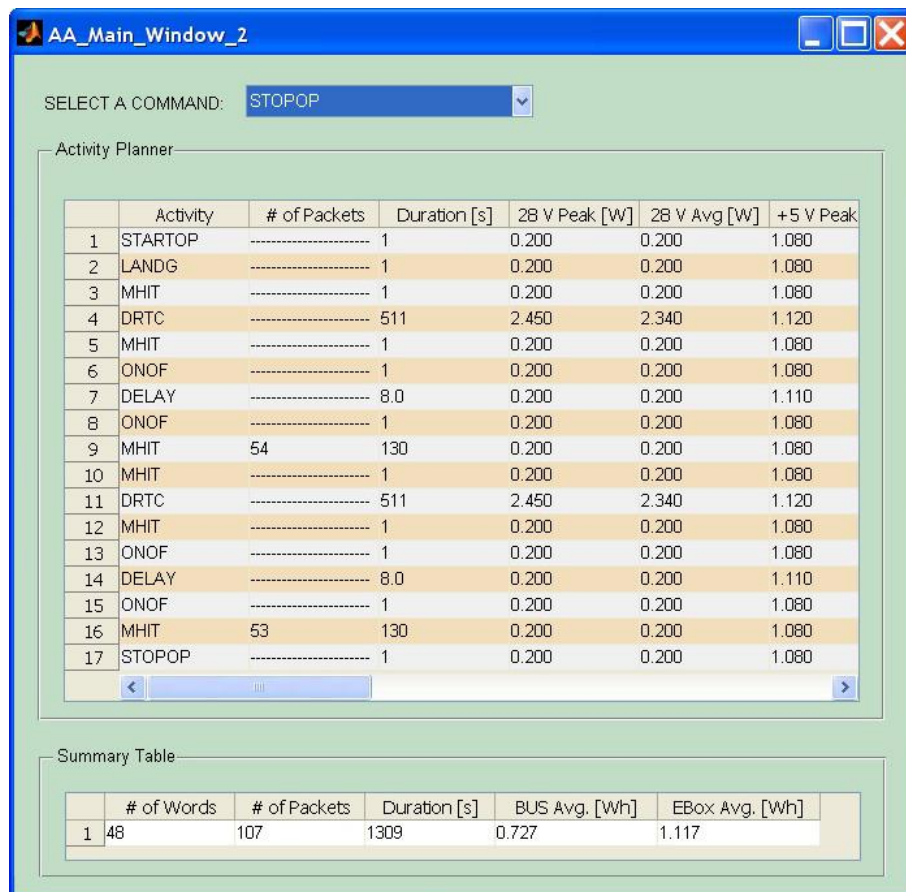 AA_Main_Window_2
SELECT A COMMAND: STOPOP
Activity Planner
Activity # of Packets Duration [s] 28 V Peak [W] 28 V Avg [W] +5 V Peak
1 STARTOP ----------------------- 1 0.200 0.200 1.080
2 LANDG ----------------------- 1 0.200 0.200 1.080
3 MHIT ----------------------- 1 0.200 0.200 1.080
4 DRTC ----------------------- 511 2.450 2.340 1.120
5 MHIT ----------------------- 1 0.200 0.200 1.080
6 ONOF ----------------------- 1 0.200 0.200 1.080
7 DELAY ----------------------- 8.0 0.200 0.200 1.110
8 ONOF ----------------------- 1 0.200 0.200 1.080
9 MHIT 54 130 0.200 0.200 1.080
10 MHIT ----------------------- 1 0.200 0.200 1.080
11 DRTC ----------------------- 511 2.450 2.340 1.120
12 MHIT ----------------------- 1 0.200 0.200 1.080
13 ONOF ----------------------- 1 0.200 0.200 1.080
14 DELAY ----------------------- 8.0 0.200 0.200 1.110
15 ONOF ----------------------- 1 0.200 0.200 1.080
16 MHIT 53 130 0.200 0.200 1.080
17 STOPOP ----------------------- 1 0.200 0.200 1.080
Summary Table
# of Words # of Packets Duration [s] BUS Avg. [Wh] EBox Avg. [Wh]
1 48 107 1309 0.727 1.117